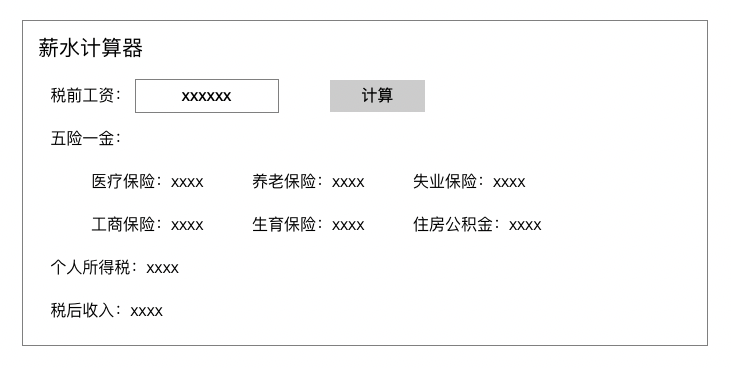 薪水计算器
税前工资： xxxxxx 计算
五险一金：
医疗保险：xxxx 养老保险：xxxx 失业保险：xxxx
工商保险：xxxx 生育保险：xxxx 住房公积金：xxxx
个人所得税：xxxx
税后收入：xxxx